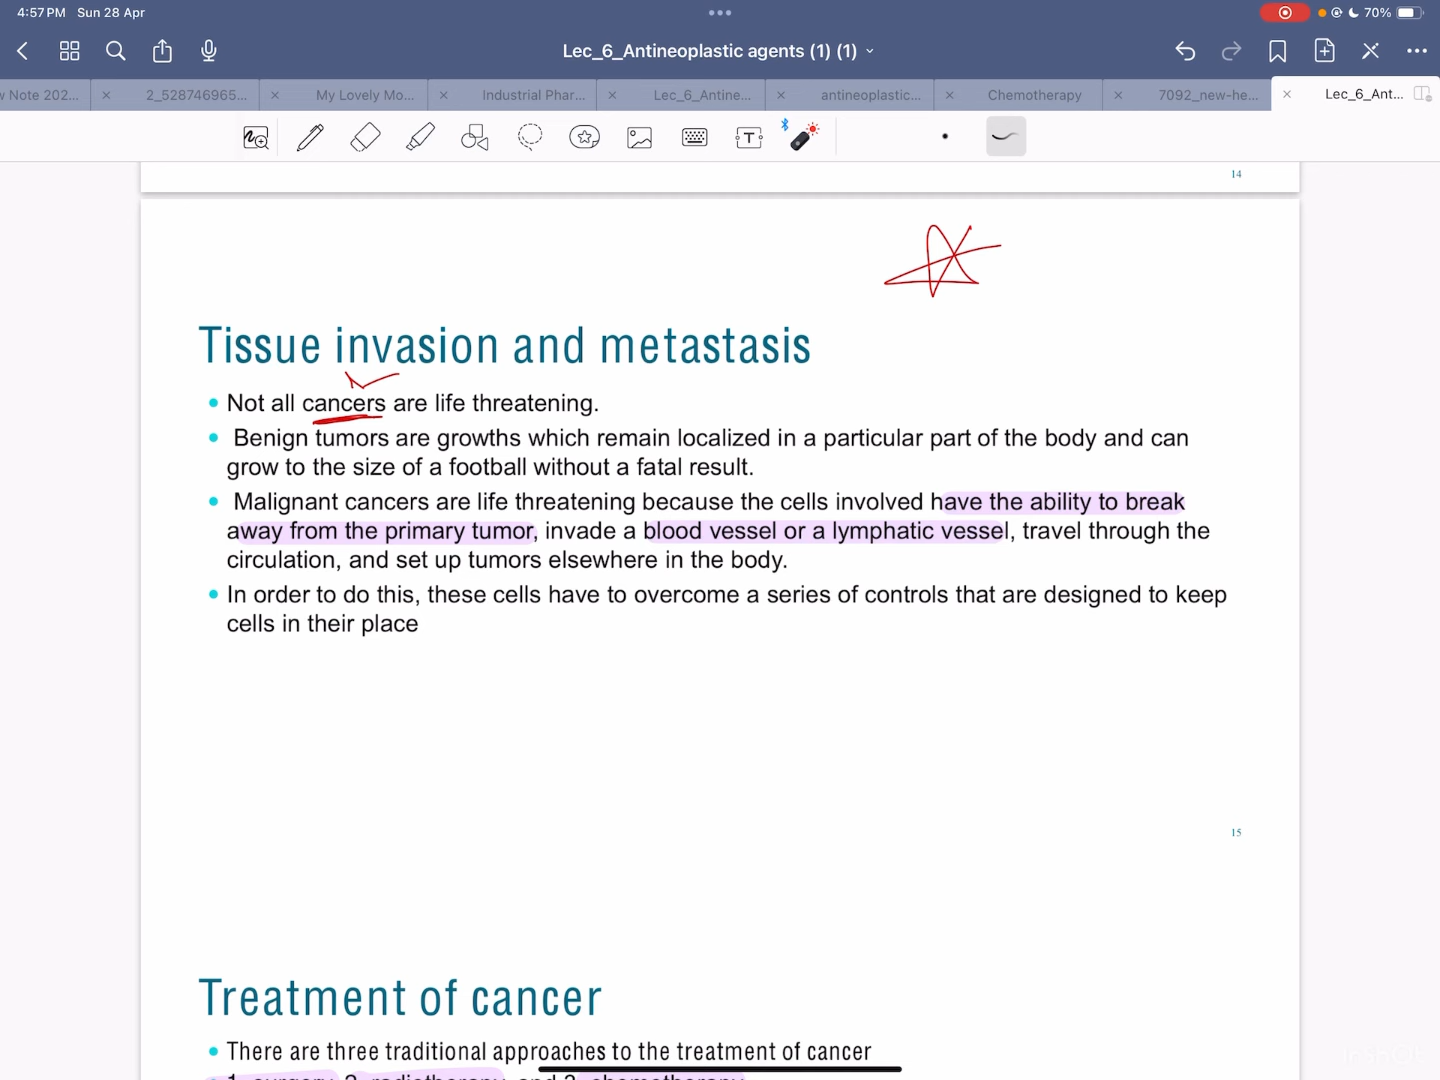 4:57 PM Sun 28 Apr
70%
Lec_6_Antineoplastic agents (1) (1)
w Note 202...
2_528746965...
My Lovely Mo...
Industrial Phar...
Lec_6_Antine...
antineoplastic...
Chemotherapy
7092_new-he...
Lec_6_Ant...
14
Tissue invasion and metastasis
• Not all cancers are life threatening.
• Benign tumors are growths which remain localized in a particular part of the body and can
grow to the size of a football without a fatal result.
• Malignant cancers are life threatening because the cells involved have the ability to break
away from the primary tumor, invade a blood vessel or a lymphatic vessel, travel through the
circulation, and set up tumors elsewhere in the body.
• In order to do this, these cells have to overcome a series of controls that are designed to keep
cells in their place
15
Treatment of cancer
• There are three traditional approaches to the treatment of cancer
• 1. surgery, 2. radiotherapy, and 3. chemotherapy